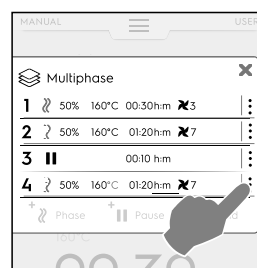 MANUAL USER
Multiphase
1 50% 160°C 00:30h:m 3
2 50% 160°C 01:20h:m 7
3 00:10 h:m
4 50% 160°C 01:20h:m 7
+ Phase + Pause
160°C